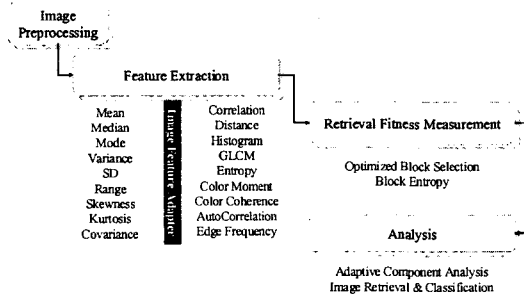 Image
Preprocessing
Feature Extraction
Mean
Median
Mode
Variance
SD
Range
Skewness
Kurtosis
Covariance
Image Feature Adapter
Correlation
Distance
Histogram
GLCM
Entropy
Color Moment
Color Coherence
AutoCorrelation
Edge Frequency
Retrieval Fitness Measurement
Optimized Block Selection
Block Entropy
Analysis
Adaptive Component Analysis
Image Retrieval & Classification